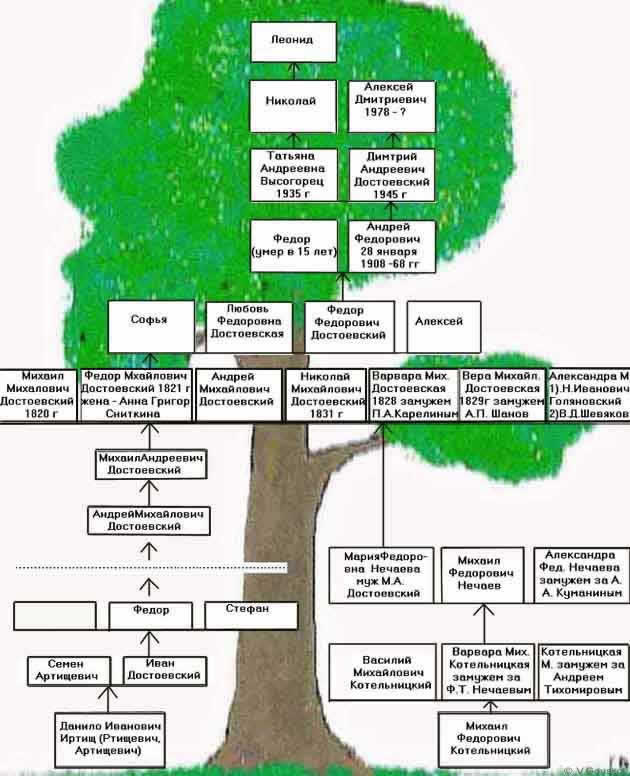 Леонид
Николай
Алексей
Дмитриевич
1978 - ?
Татьяна
Андреевна
Высогорец
1935 г
Димтрий
Андреевич
Достоевский
1945 г
Федор
(умер в 15 лет)
Андрей
Федорович
28 января
1908 -68 гг
Софья
Любовь
Федоровна
Достоевская
Федор
Федорович
Достоевский
Алексей
Михаил
Михалович
Достоевский
1820 г
Федор Мхайлович
Достоевский 1821 г
жена - Анна Григор
Сниткина
Андрей
Михайлович
Достоевский
Николай
Михайлович
Достоевский
1831 г
Варвара Мих.
Достоевская
1828 замужем
П.А.Карелиным
Вера Михайл.
Достоевская
1829г замужем
А.П. Шанов
Александра М
1).Н.Иванович
Голяновский
2)В.Д.Шевяков
МихаилАндреевич
Достоевский
АндрейМихайлович
Достоевский
МарияФедоро-
вна Нечаева
муж М.А.
Достоевский
Михаил
Федорович
Нечаев
Александра
Фед. Нечаева
замужем за А.
А. Куманиным
Федор
Стефан
Семен
Артищевич
Иван
Достоевский
Василий
Михайлович
Котельницкий
Варвара Мих.
Котельницкая
замужем за
Ф.Т. Нечаевым
Котельницкая
М. замужем за
Андреем
Тихомировым
Данило Иванович
Иртищ (Ртищевич,
Артищевич)
Михаил
Федорович
Котельницкий